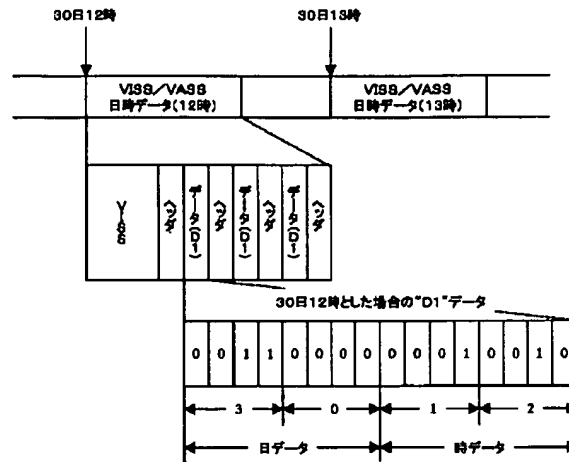 30日12時
30日13時
VISS/VASS
日時データ(12時)
VISS/VASS
日時データ(13時)
VISS
ヘッダ
データ(D1)
ヘッダ
データ(D1)
ヘッダ
データ(D1)
ヘッダ
30日12時とした場合の"D1"データ
0 0 1 1 0 0 0 0 0 0 0 1 0 0 1 0
3 0 1 2
日データ 時データ